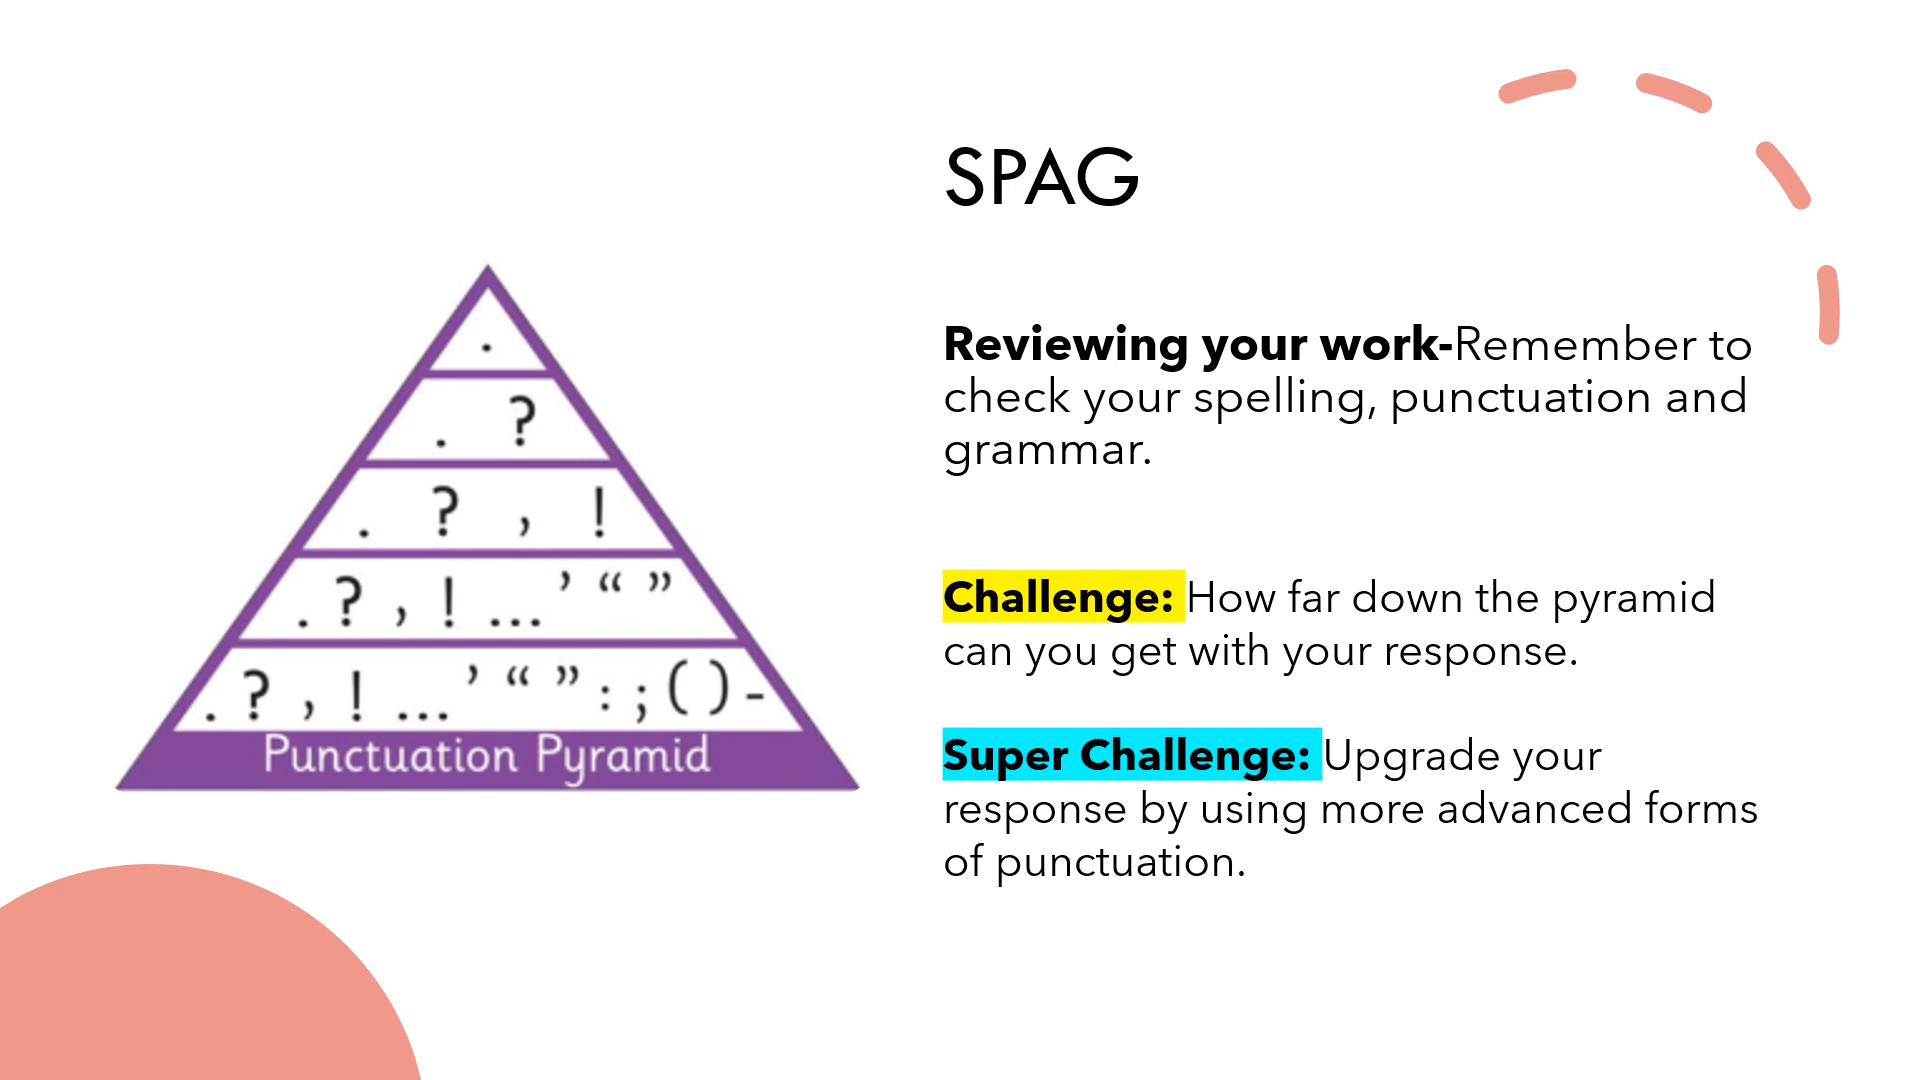 SPAG
.
. ?
. ? , !
. ? , ! ... ’ “ ”
. ? , ! ... ’ “ ” : ; ( ) -
Punctuation Pyramid
Reviewing your work-Remember to
check your spelling, punctuation and
grammar.
Challenge: How far down the pyramid
can you get with your response.
Super Challenge: Upgrade your
response by using more advanced forms
of punctuation.